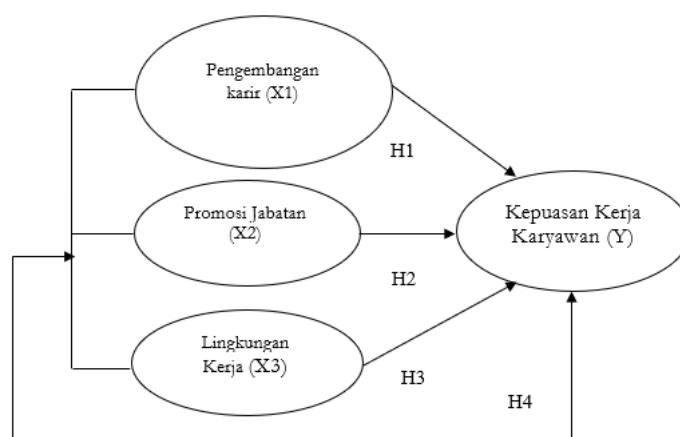 Pengembangan
karir (X1)
H1
Promosi Jabatan
(X2)
Kepuasan Kerja
Karyawan (Y)
H2
Lingkungan
Kerja (X3)
H3
H4